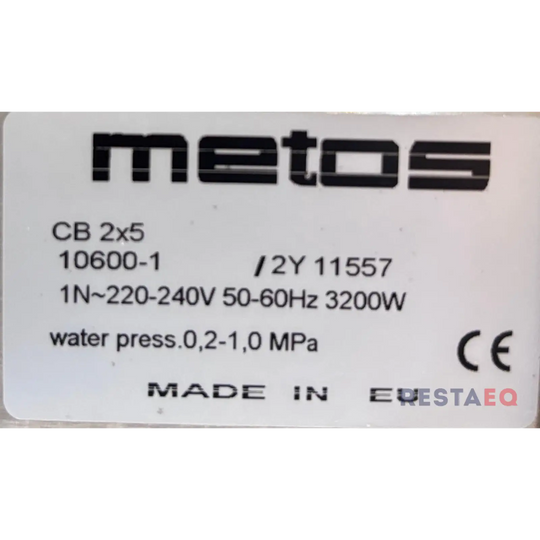 metos
CB 2x5
10600-1 /2Y 11557
1N~220-240V 50-60Hz 3200W
water press.0,2-1,0 MPa
CE
MADE IN EU
RESTAEQ